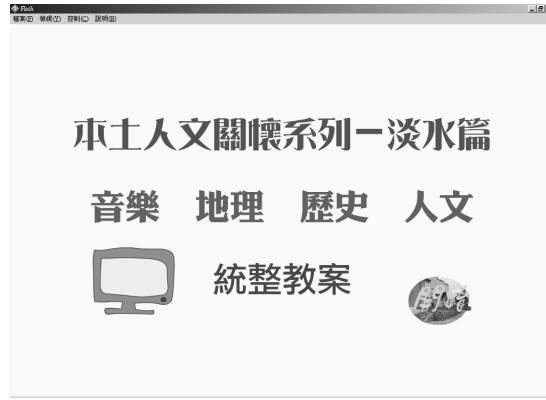 Flash
檔案(F) 檢視(V) 控制(C) 說明(H)
本土人文關懷系列－淡水篇
音樂 地理 歷史 人文
統整教案